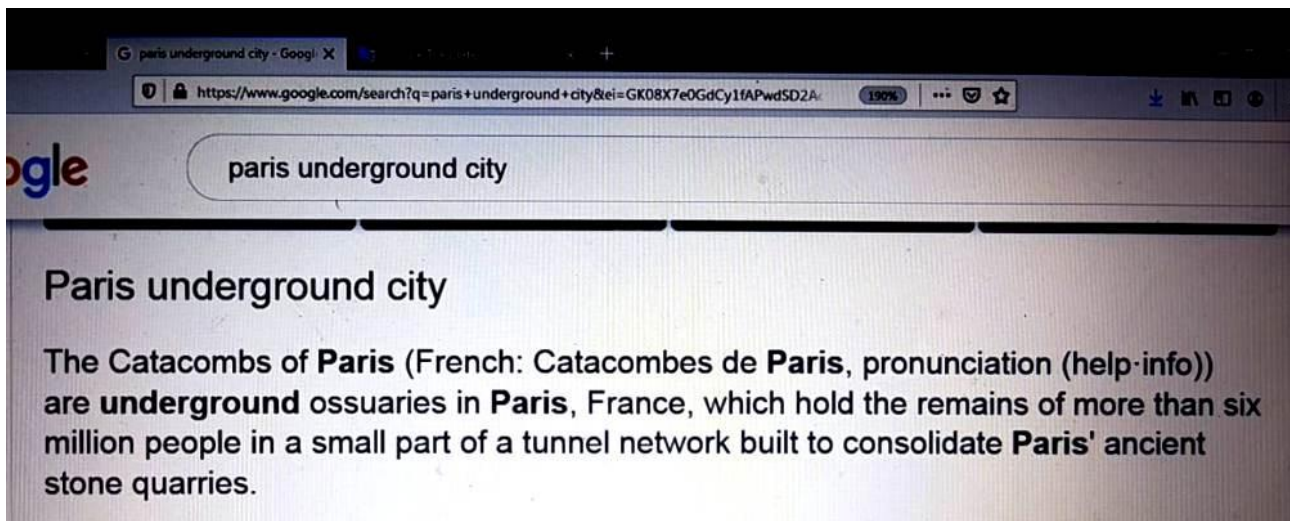 G paris underground city - Googl
https://www.google.com/search?q=paris+underground+city&ei=GK08X7e0GdCy1fAPwdSD2A
190%
ogle
paris underground city
Paris underground city
The Catacombs of Paris (French: Catacombes de Paris, pronunciation (help·info))
are underground ossuaries in Paris, France, which hold the remains of more than six
million people in a small part of a tunnel network built to consolidate Paris' ancient
stone quarries.